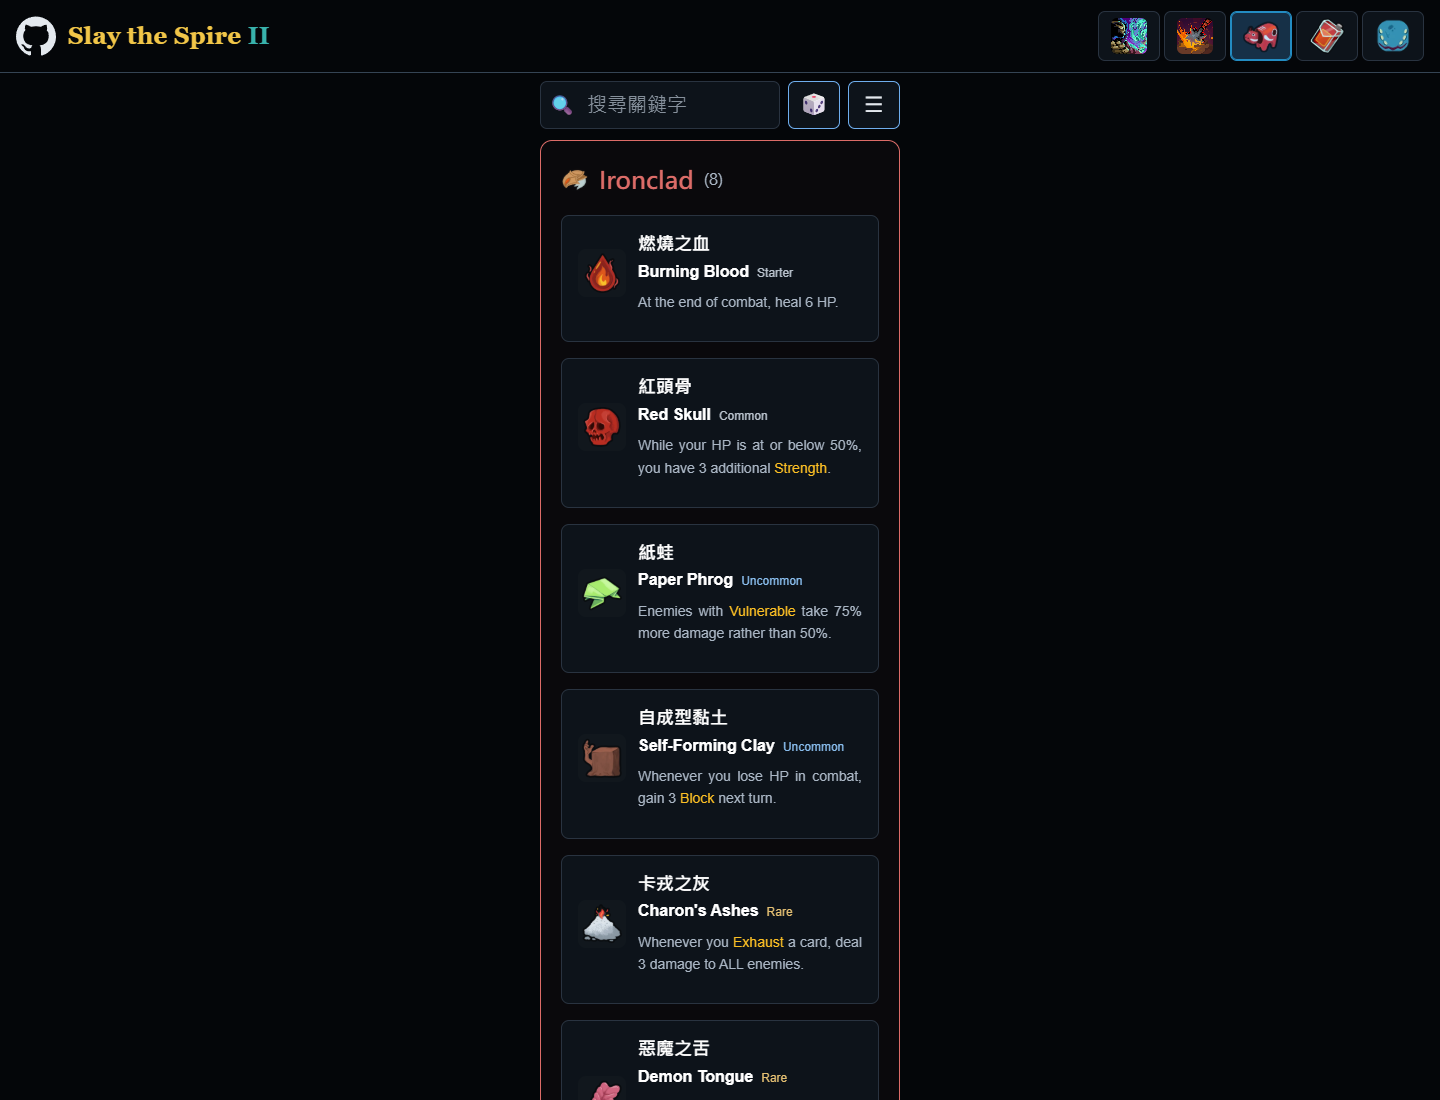 Slay the Spire II
搜尋關鍵字
Ironclad (8)
燃燒之血
Burning Blood Starter
At the end of combat, heal 6 HP.
紅頭骨
Red Skull Common
While your HP is at or below 50%,
you have 3 additional Strength.
紙蛙
Paper Phrog Uncommon
Enemies with Vulnerable take 75%
more damage rather than 50%.
自成型黏土
Self-Forming Clay Uncommon
Whenever you lose HP in combat,
gain 3 Block next turn.
卡戎之灰
Charon's Ashes Rare
Whenever you Exhaust a card, deal
3 damage to ALL enemies.
惡魔之舌
Demon Tongue Rare